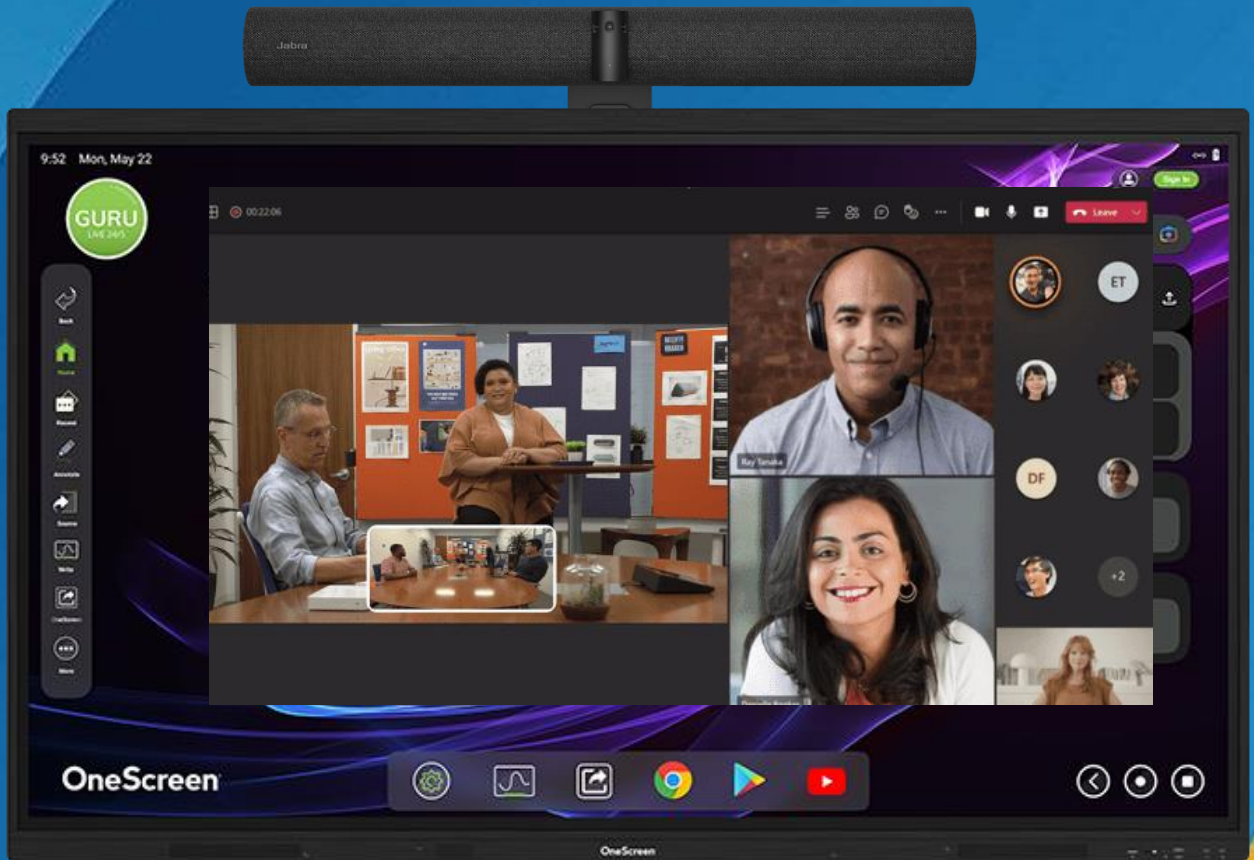 Jabra
9:52 Mon, May 22
Sign In
GURU
LIVE 24/5
00:22:06
Leave
ET
DF
+2
Ray Tanaka
Back
Home
Annotate
Source
Write
OneScreen
More
OneScreen
OneScreen